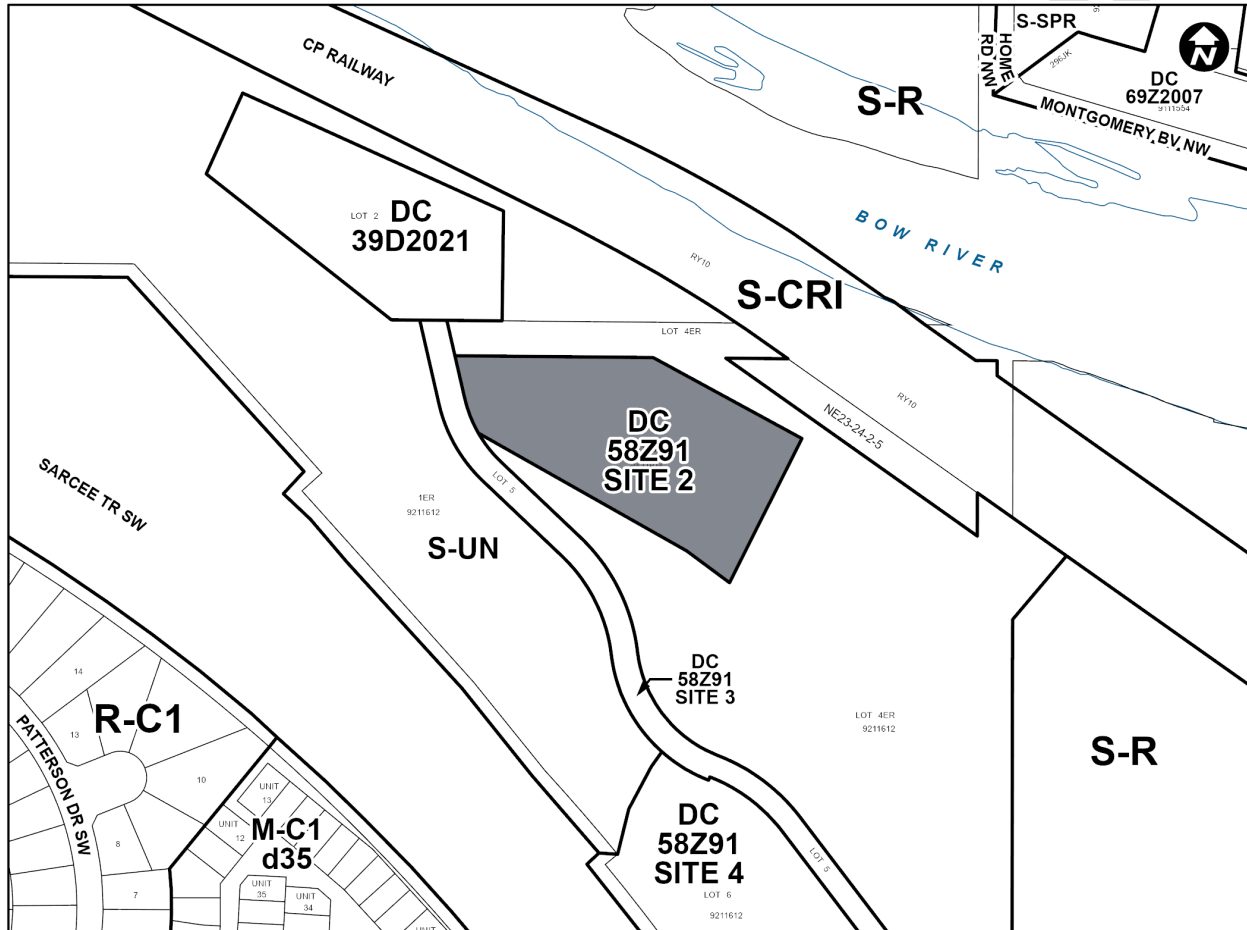 S-SPR
HOME
RD NW
296JK
N
CP RAILWAY
S-R
DC
69Z2007
9111554
MONTGOMERY BV NW
LOT 2
DC
39D2021
BOW RIVER
RY10
S-CRI
LOT 4ER
RY10
NE23-24-2-5
DC
58Z91
SITE 2
SARCEE TR SW
LOT 5
1ER
9211612
S-UN
DC
58Z91
SITE 3
14
R-C1
13
PATTERSON DR SW
10
LOT 4ER
9211612
S-R
UNIT
13
UNIT
12
M-C1
d35
8
7
UNIT
35
UNIT
34
UNIT
DC
58Z91
SITE 4
LOT 6
9211612
LOT 5